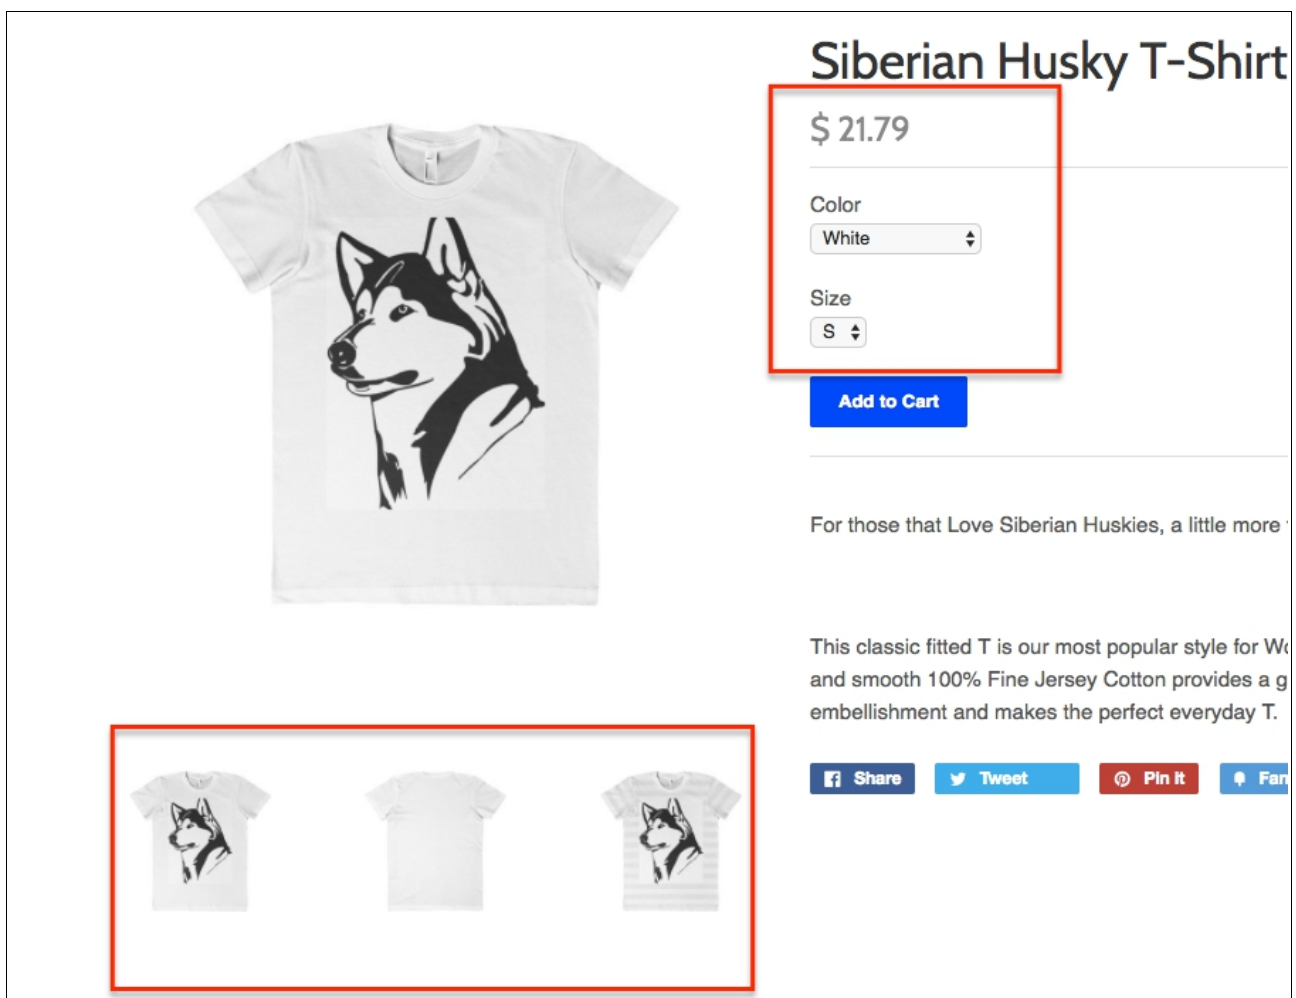 Siberian Husky T-Shirt
$ 21.79
Color
White
Size
S
Add to Cart
For those that Love Siberian Huskies, a little more
This classic fitted T is our most popular style for
and smooth 100% Fine Jersey Cotton provides a
embellishment and makes the perfect everyday T.
Share
Tweet
Pin It